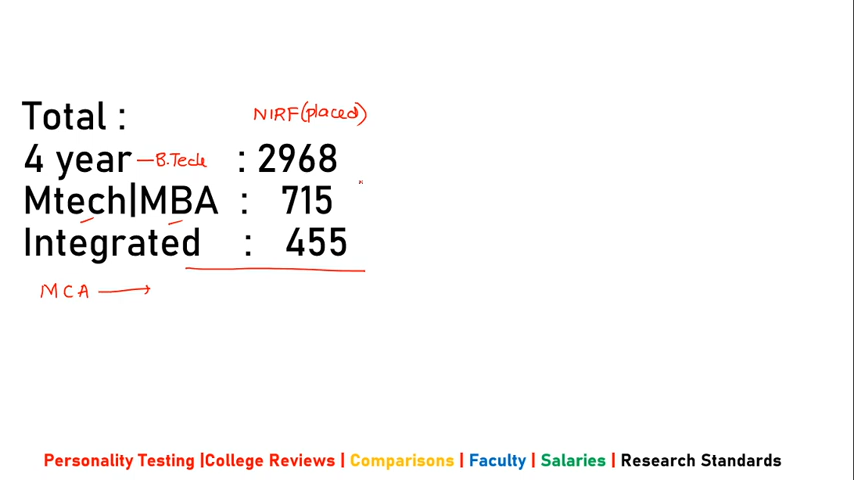 Total : NIRF(placed)
4 year —B.Tech : 2968
Mtech|MBA : 715
Integrated : 455
MCA →
Personality Testing |College Reviews | Comparisons | Faculty | Salaries | Research Standards